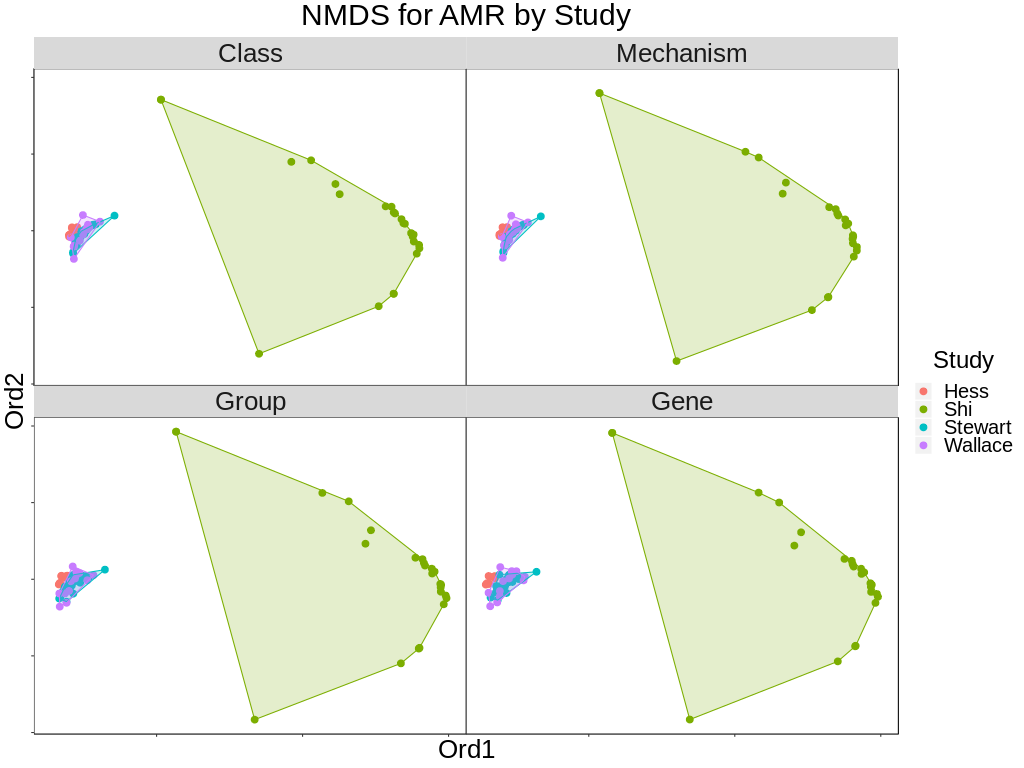 NMDS for AMR by Study
Class
Mechanism
Group
Gene
Ord2
Ord1
Study
Hess
Shi
Stewart
Wallace